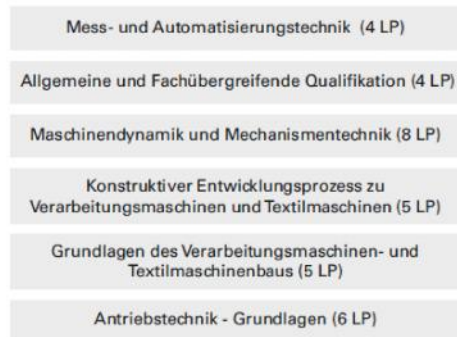 Mess- und Automatisierungstechnik (4 LP)
Allgemeine und Fachübergreifende Qualifikation (4 LP)
Maschinendynamik und Mechanismentechnik (8 LP)
Konstruktiver Entwicklungsprozess zu
Verarbeitungsmaschinen und Textilmaschinen (5 LP)
Grundlagen des Verarbeitungsmaschinen- und
Textilmaschinenbaus (5 LP)
Antriebstechnik - Grundlagen (6 LP)